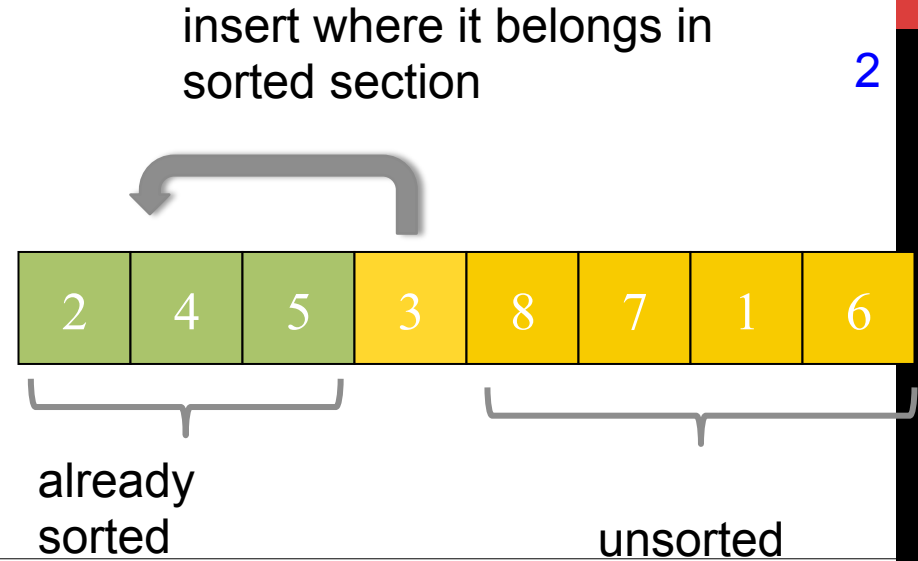 insert where it belongs in
sorted section
2
2 4 5 3 8 7 1 6
already
sorted
unsorted